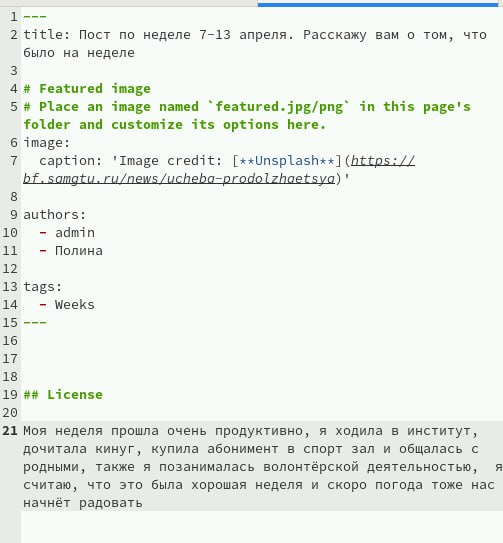 1 ---
2 title: Пост по неделе 7-13 апреля. Расскажу вам о том, что
было на неделе
3
4 # Featured image
5 # Place an image named `featured.jpg/png` in this page's
folder and customize its options here.
6 image:
7   caption: 'Image credit: [**Unsplash**](https://
bf.samgtu.ru/news/ucheba-prodolzhaetsya)'
8
9 authors:
10   - admin
11   - Полина
12
13 tags:
14   - Weeks
15 ---
16
17
18
19 ## License
20
21 Моя неделя прошла очень продуктивно, я ходила в институт,
дочитала кинуг, купила абонимент в спорт зал и общалась с
родными, также я позанималась волонтёрской деятельностью,  я
считаю, что это была хорошая неделя и скоро погода тоже нас
начнёт радовать